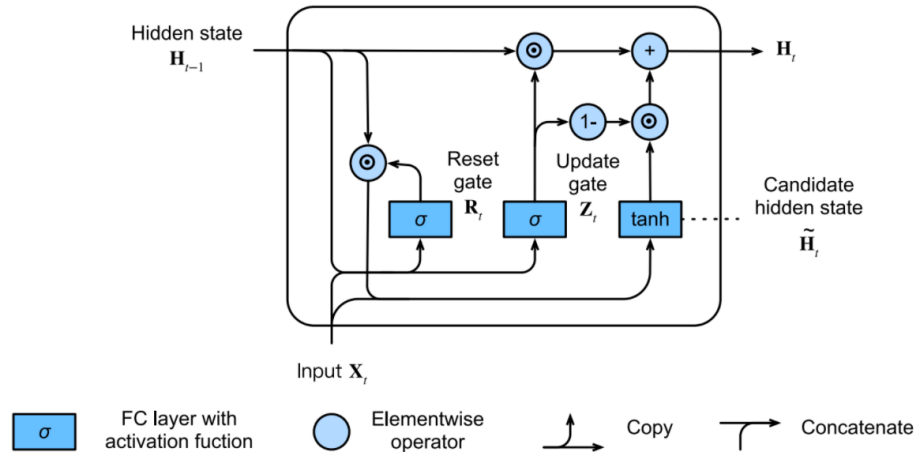 Hidden state
H_{t−1}
H_t
+
1-
Reset
gate
R_t
Update
gate
Z_t
σ
σ
tanh
Candidate
hidden state
H̃_t
Input X_t
σ
FC layer with
activation fuction
Elementwise
operator
Copy
Concatenate